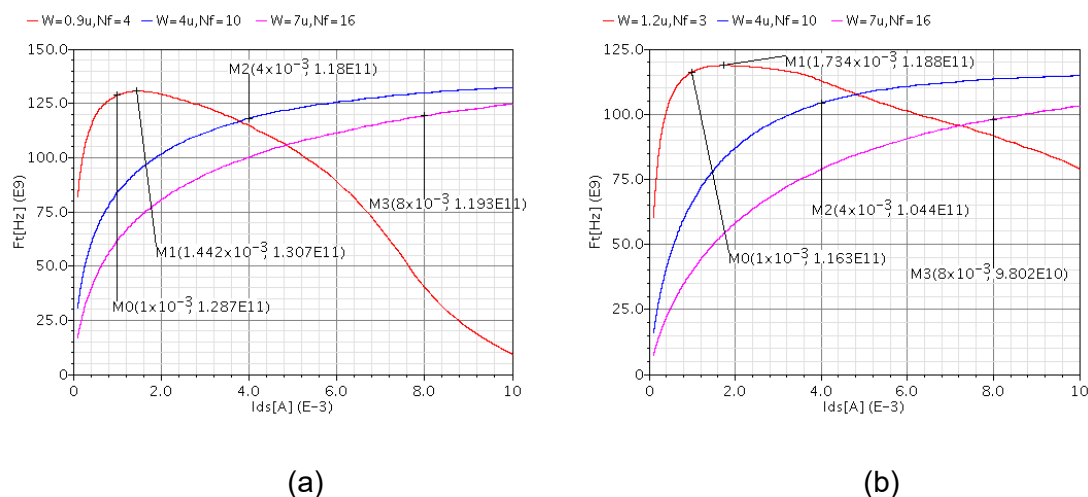 W=0.9u,Nf=4 W=4u,Nf=10 W=7u,Nf=16
150.0
125.0
100.0
75.0
50.0
25.0
0
Ft[Hz] (E9)
M2(4x10⁻³, 1.18E11)
M3(8x10⁻³, 1.193E11)
M1(1.442x10⁻³, 1.307E11)
M0(1x10⁻³, 1.287E11)
0 2.0 4.0 6.0 8.0 10
Ids[A] (E-3)
(a)
W=1.2u,Nf=3 W=4u,Nf=10 W=7u,Nf=16
125.0
100.0
75.0
50.0
25.0
0
Ft[Hz] (E9)
M1(1.734x10⁻³, 1.188E11)
M2(4x10⁻³, 1.044E11)
M0(1x10⁻³, 1.163E11)
M3(8x10⁻³, 9.802E10)
0 2.0 4.0 6.0 8.0 10
Ids[A] (E-3)
(b)